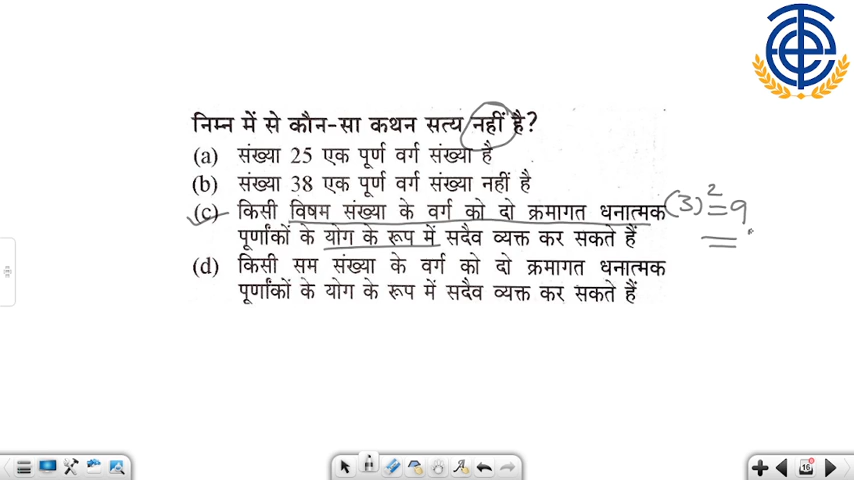 निम्न में से कौन-सा कथन सत्य नहीं है?
(a) संख्या 25 एक पूर्ण वर्ग संख्या है
(b) संख्या 38 एक पूर्ण वर्ग संख्या नहीं है
(c) किसी विषम संख्या के वर्ग को दो क्रमागत धनात्मक (3)² = 9
पूर्णांकों के योग के रूप में सदैव व्यक्त कर सकते हैं =
(d) किसी सम संख्या के वर्ग को दो क्रमागत धनात्मक
पूर्णांकों के योग के रूप में सदैव व्यक्त कर सकते हैं
16